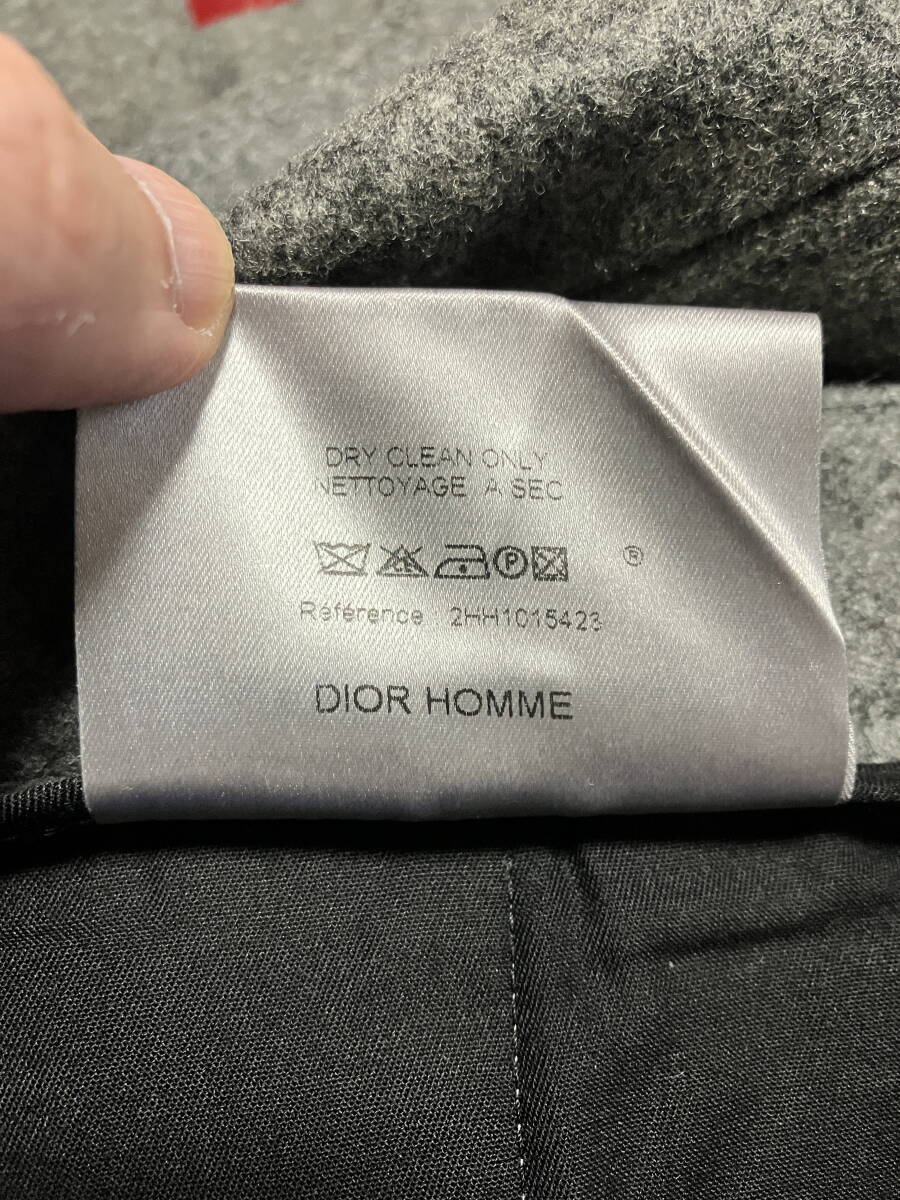 DRY CLEAN ONLY
NETTOYAGE A SEC
P ®
Référence 2HH1015423
DIOR HOMME